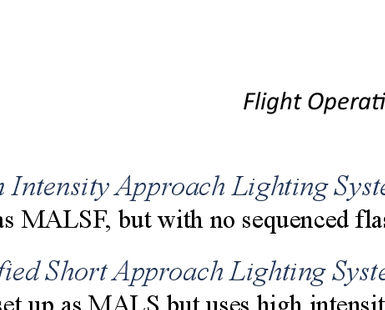 Flight Operati
n Intensity Approach Lighting Syste
as MALSF, but with no sequenced flas
fied Short Approach Lighting Syste
set up as MALS but uses high intensit